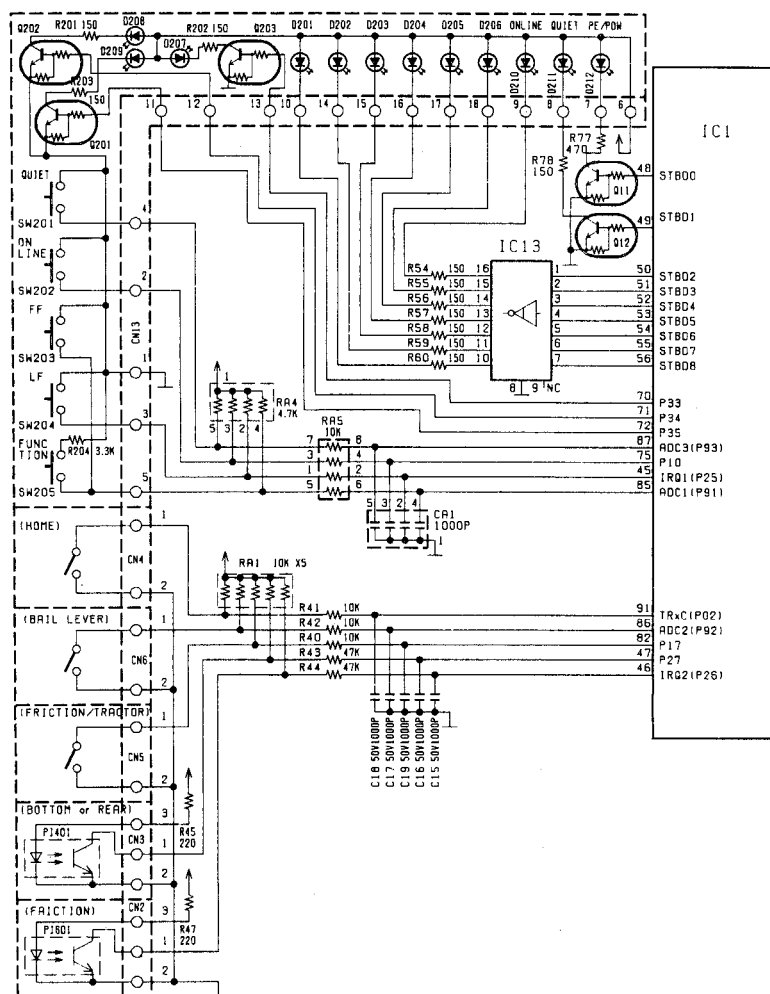 Q202 R201 150 D208 R202 150 Q203 D201 D202 D203 D204 D205 D206 ONLINE QUIET PE/POW
D209 D207
R203
150
D210 D211 D212
Q201
11 12 13 10 14 15 16 17 18 9 8 7 6
IC1
R77
470
R78
150
48 STB00
Q11
49 STBD1
Q12
QUIET
SW201
4
ON
LINE
SW202
2
FF
SW203
CN13
1
LF
SW204
3
FUNC
TION
R204 3.3K
SW205
5
IC13
R54 150 16 1 50 STBD2
R55 150 15 2 51 STBD3
R56 150 14 3 52 STBD4
R57 150 13 4 53 STBD5
R58 150 12 5 54 STBD6
R59 150 11 6 55 STBD7
R60 150 10 7 56 STBD8
8 9 NC
70 P33
71 P34
72 P35
1
RA4
4.7K
5 3 2 4
RA5
10K
7 8 87 ADC3(P93)
3 4 75 P10
1 2 45 IRQ1(P25)
5 6 85 ADC1(P91)
5 3 2 4 CA1
1000P
1
(HOME)
1
CN4
2
RA1 10K X5
R41 10K 91 TRxC(P02)
R42 10K 86 ADC2(P92)
R40 10K 82 P17
R43 47K 47 P27
R44 47K 46 IRQ2(P26)
(BAIL LEVER)
1
CN6
2
C18 50V1000P
C17 50V1000P
C19 50V1000P
C16 50V1000P
C15 50V1000P
(FRICTION/TRACTOR)
1
CN5
2
(BOTTOM or REAR)
3
PI401
CN3
1
R45
220
2
(FRICTION)
CN2
3
PI601
1
R47
220
2